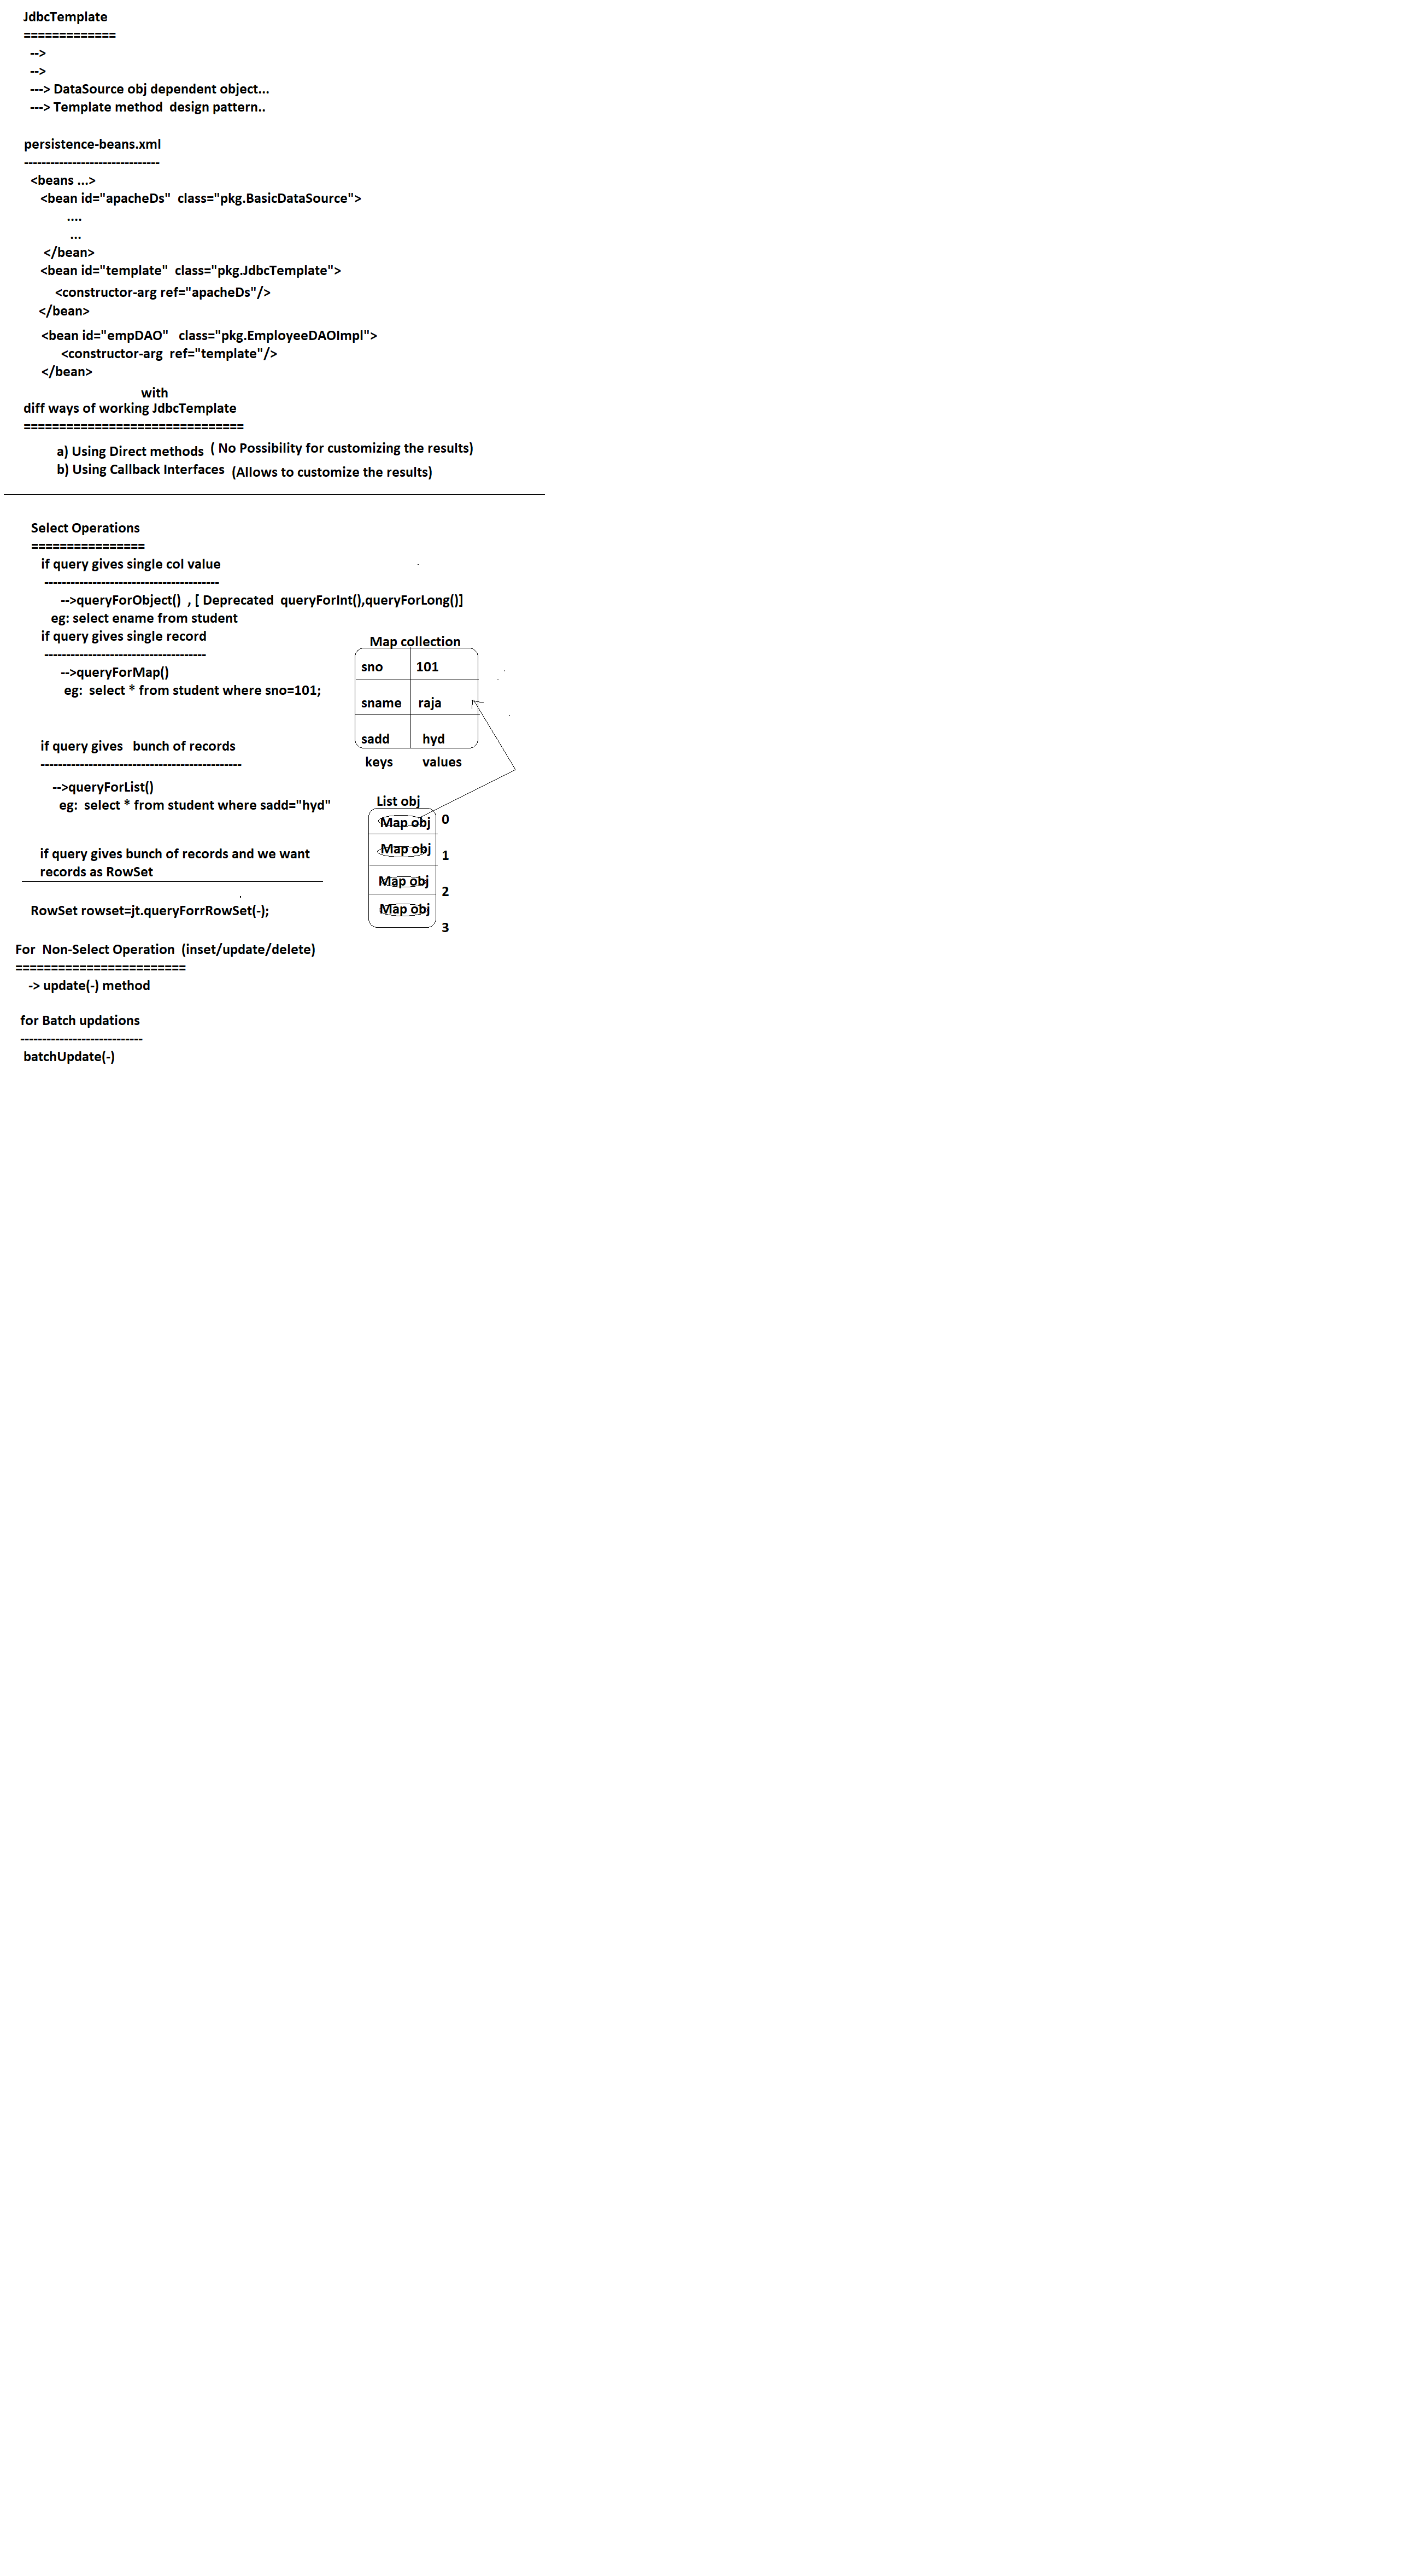 JdbcTemplate
=============
-->
-->
---> DataSource obj dependent object...
---> Template method  design pattern..
persistence-beans.xml
-------------------------------
<beans ...>
<bean id="apacheDs"  class="pkg.BasicDataSource">
....
...
</bean>
<bean id="template"  class="pkg.JdbcTemplate">
<constructor-arg ref="apacheDs"/>
</bean>
<bean id="empDAO"   class="pkg.EmployeeDAOImpl">
<constructor-arg  ref="template"/>
</bean>
with
diff ways of working JdbcTemplate
===============================
a) Using Direct methods  ( No Possibility for customizing the results)
b) Using Callback Interfaces  (Allows to customize the results)
Select Operations
================
if query gives single col value
----------------------------------------
-->queryForObject()  , [ Deprecated  queryForInt(),queryForLong()]
eg: select ename from student
if query gives single record
-------------------------------------
-->queryForMap()
eg:  select * from student where sno=101;
Map collection
sno 101
sname raja
sadd hyd
keys values
if query gives   bunch of records
----------------------------------------------
-->queryForList()
eg:  select * from student where sadd="hyd"
List obj
Map obj 0
Map obj 1
Map obj 2
Map obj 3
if query gives bunch of records and we want
records as RowSet
RowSet rowset=jt.queryForrRowSet(-);
For  Non-Select Operation  (inset/update/delete)
========================
-> update(-) method
for Batch updations
----------------------------
batchUpdate(-)